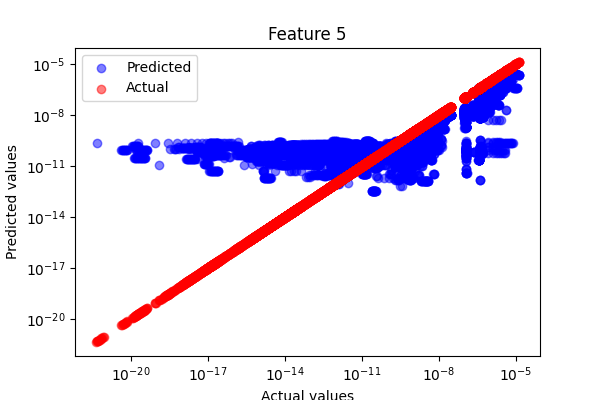 Feature 5
Predicted
Actual
Predicted values
10⁻⁵
10⁻⁸
10⁻¹¹
10⁻¹⁴
10⁻¹⁷
10⁻²⁰
10⁻²⁰ 10⁻¹⁷ 10⁻¹⁴ 10⁻¹¹ 10⁻⁸ 10⁻⁵
Actual values